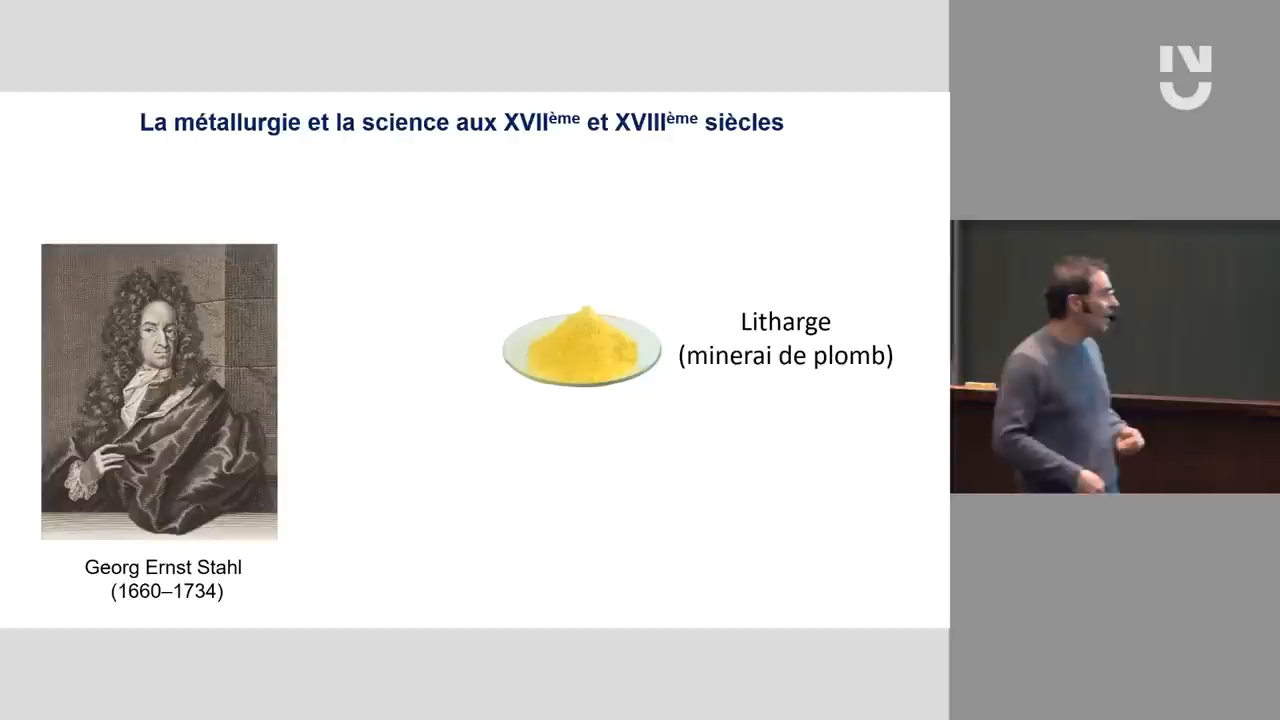 La métallurgie et la science aux XVIIème et XVIIIème siècles
Litharge
(minerai de plomb)
Georg Ernst Stahl
(1660–1734)